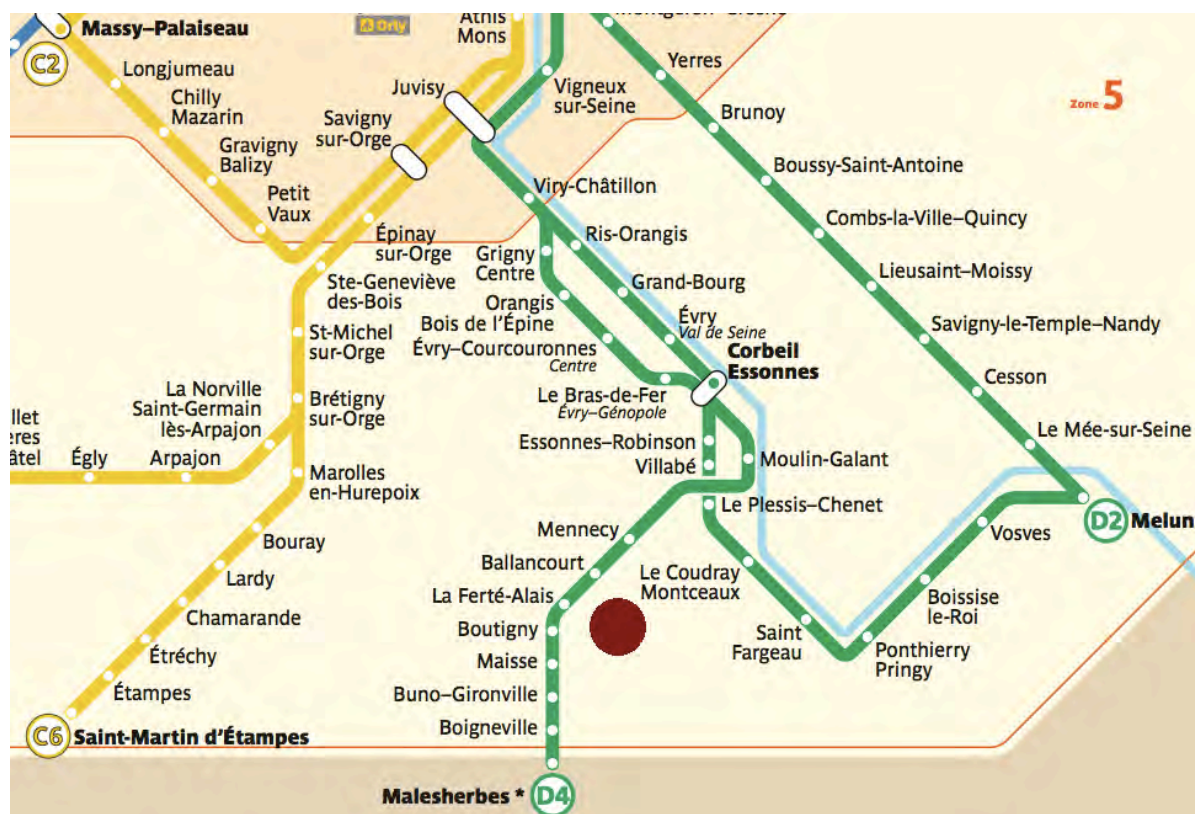 Massy–Palaiseau
C2
Longjumeau
Chilly
Mazarin
Gravigny
Balizy
Petit
Vaux
Orly
Athis
Mons
Juvisy
Savigny
sur-Orge
Vigneux
sur-Seine
Yerres
Brunoy
Zone 5
Boussy-Saint-Antoine
Combs-la-Ville–Quincy
Lieusaint–Moissy
Savigny-le-Temple–Nandy
Cesson
Le Mée-sur-Seine
D2 Melun
Vosves
Boissise
le-Roi
Ponthierry
Pringy
Saint
Fargeau
Le Coudray
Montceaux
Le Plessis–Chenet
Viry-Châtillon
Ris-Orangis
Grand-Bourg
Évry
Val de Seine
Corbeil
Essonnes
Grigny
Centre
Orangis
Bois de l'Épine
Évry–Courcouronnes
Centre
Le Bras-de-Fer
Évry–Génopole
Essonnes–Robinson
Villabé
Moulin-Galant
Mennecy
Ballancourt
La Ferté-Alais
Boutigny
Maisse
Buno–Gironville
Boigneville
Malesherbes * D4
Épinay
sur-Orge
Ste-Geneviève
des-Bois
St-Michel
sur-Orge
Brétigny
sur-Orge
La Norville
Saint-Germain
lès-Arpajon
Arpajon
Égly
Marolles
en-Hurepoix
Bouray
Lardy
Chamarande
Étréchy
Étampes
C6 Saint-Martin d'Étampes